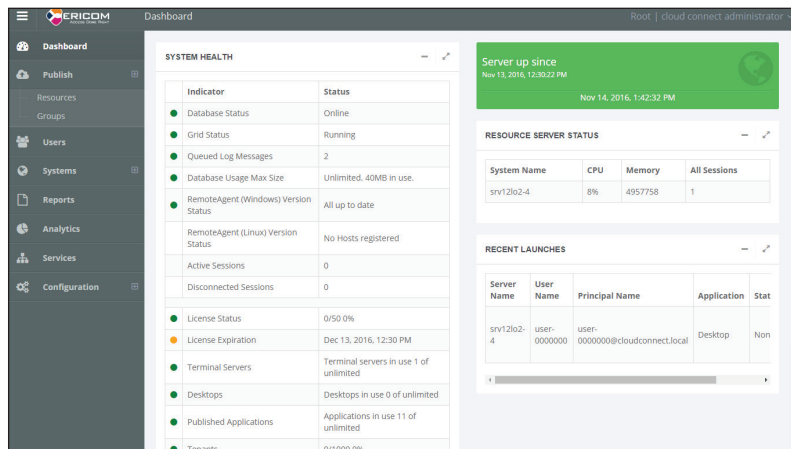 ERICOM
Dashboard
Root | cloud connect administrator
Dashboard
Publish
Resources
Groups
Users
Systems
Reports
Analytics
Services
Configuration
SYSTEM HEALTH
Indicator Status
Database Status Online
Grid Status Running
Queued Log Messages 2
Database Usage Max Size Unlimited. 40MB in use.
RemoteAgent (Windows) Version
Status
All up to date
RemoteAgent (Linux) Version
Status
No Hosts registered
Active Sessions 0
Disconnected Sessions 0
License Status 0/50 0%
License Expiration Dec 13, 2016, 12:30 PM
Terminal Servers
Terminal servers in use 1 of
unlimited
Desktops Desktops in use 0 of unlimited
Published Applications
Applications in use 11 of
unlimited
Tenants 0/1000 0%
Server up since
Nov 13, 2016, 12:30:22 PM
Nov 14, 2016, 1:42:32 PM
RESOURCE SERVER STATUS
System Name CPU Memory All Sessions
srv12lo2-4 8% 4957758 1
RECENT LAUNCHES
Server
Name
User
Name
Principal Name
Application
Stat
srv12lo2-
4
user-
0000000
user-
0000000@cloudconnect.local
Desktop
Non